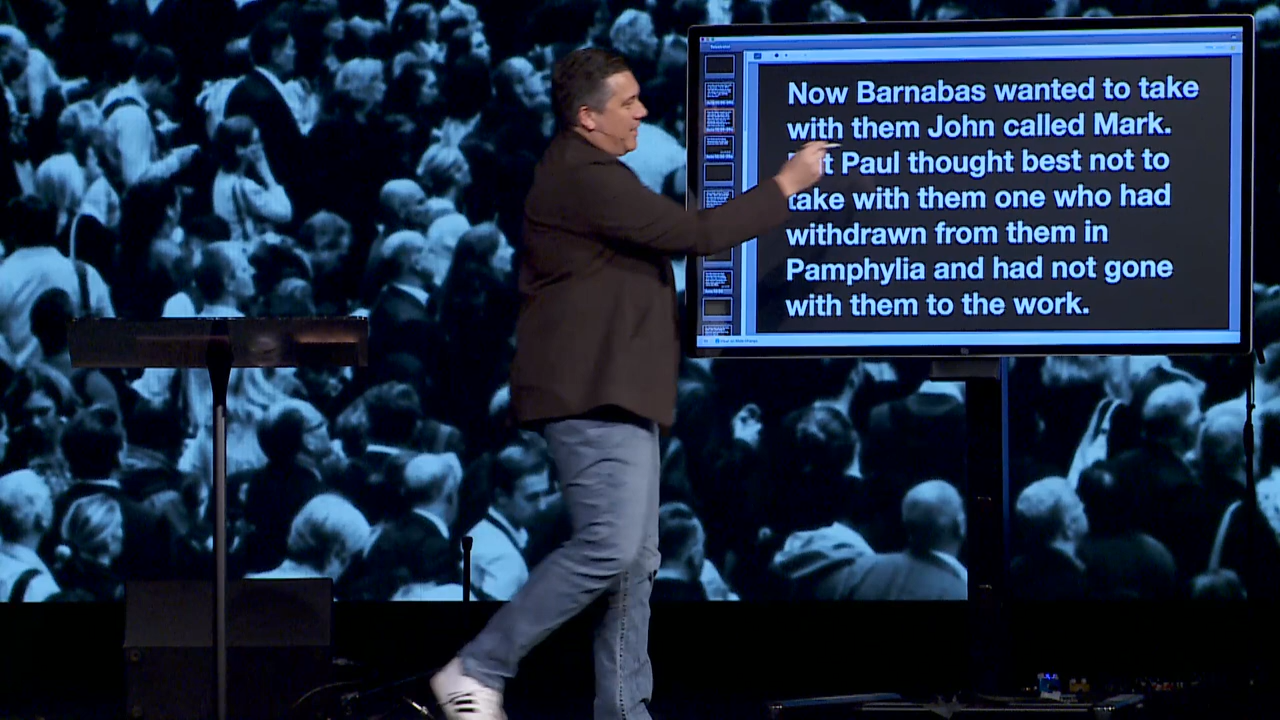 Now Barnabas wanted to take
with them John called Mark.
Paul thought best not to
take with them one who had
withdrawn from them in
Pamphylia and had not gone
with them to the work.